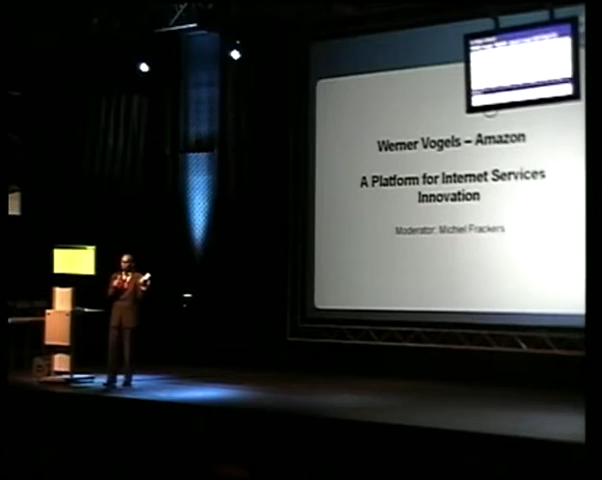 Werner Vogels – Amazon
A Platform for Internet Services
Innovation
Moderator: Michiel Frackers